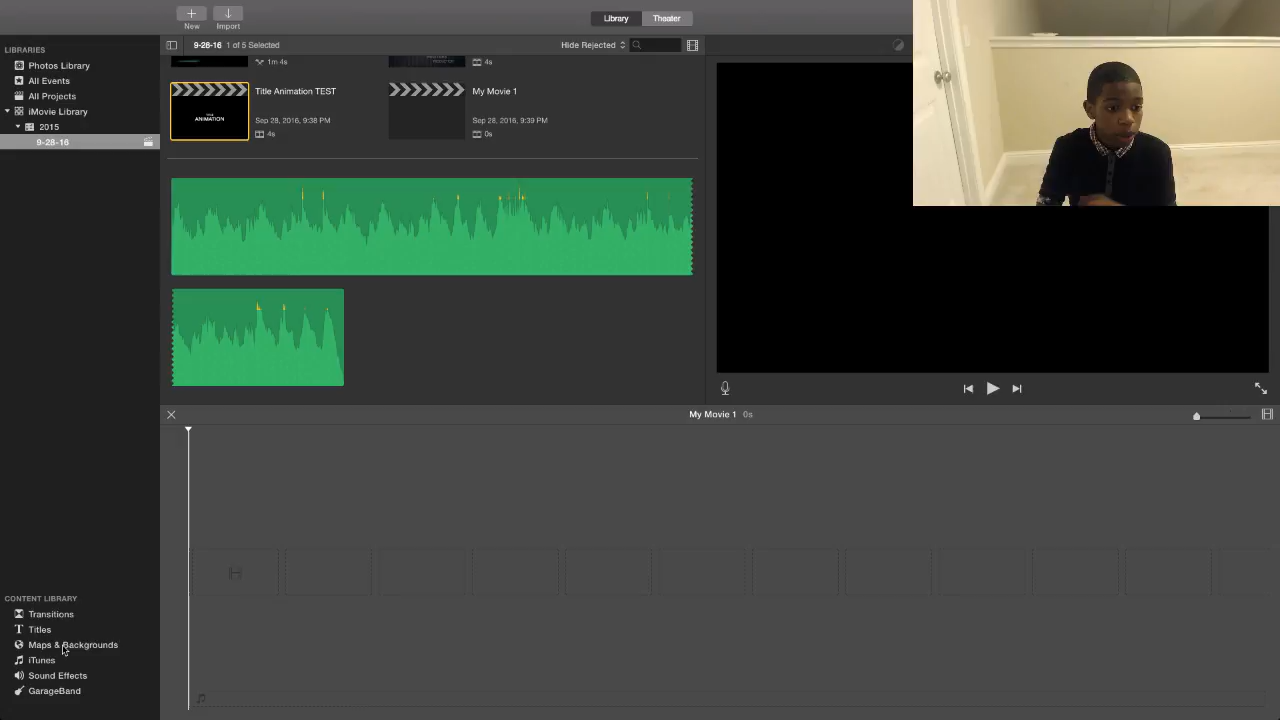 New
Import
Library
Theater
LIBRARIES
Photos Library
All Events
All Projects
iMovie Library
2015
9-28-16
9-28-16 1 of 5 Selected
Hide Rejected
1m 4s
4s
TITLE
ANIMATION
Title Animation TEST
Sep 28, 2016, 9:38 PM
4s
My Movie 1
Sep 28, 2016, 9:39 PM
0s
My Movie 1 0s
CONTENT LIBRARY
Transitions
T Titles
Maps & Backgrounds
iTunes
Sound Effects
GarageBand